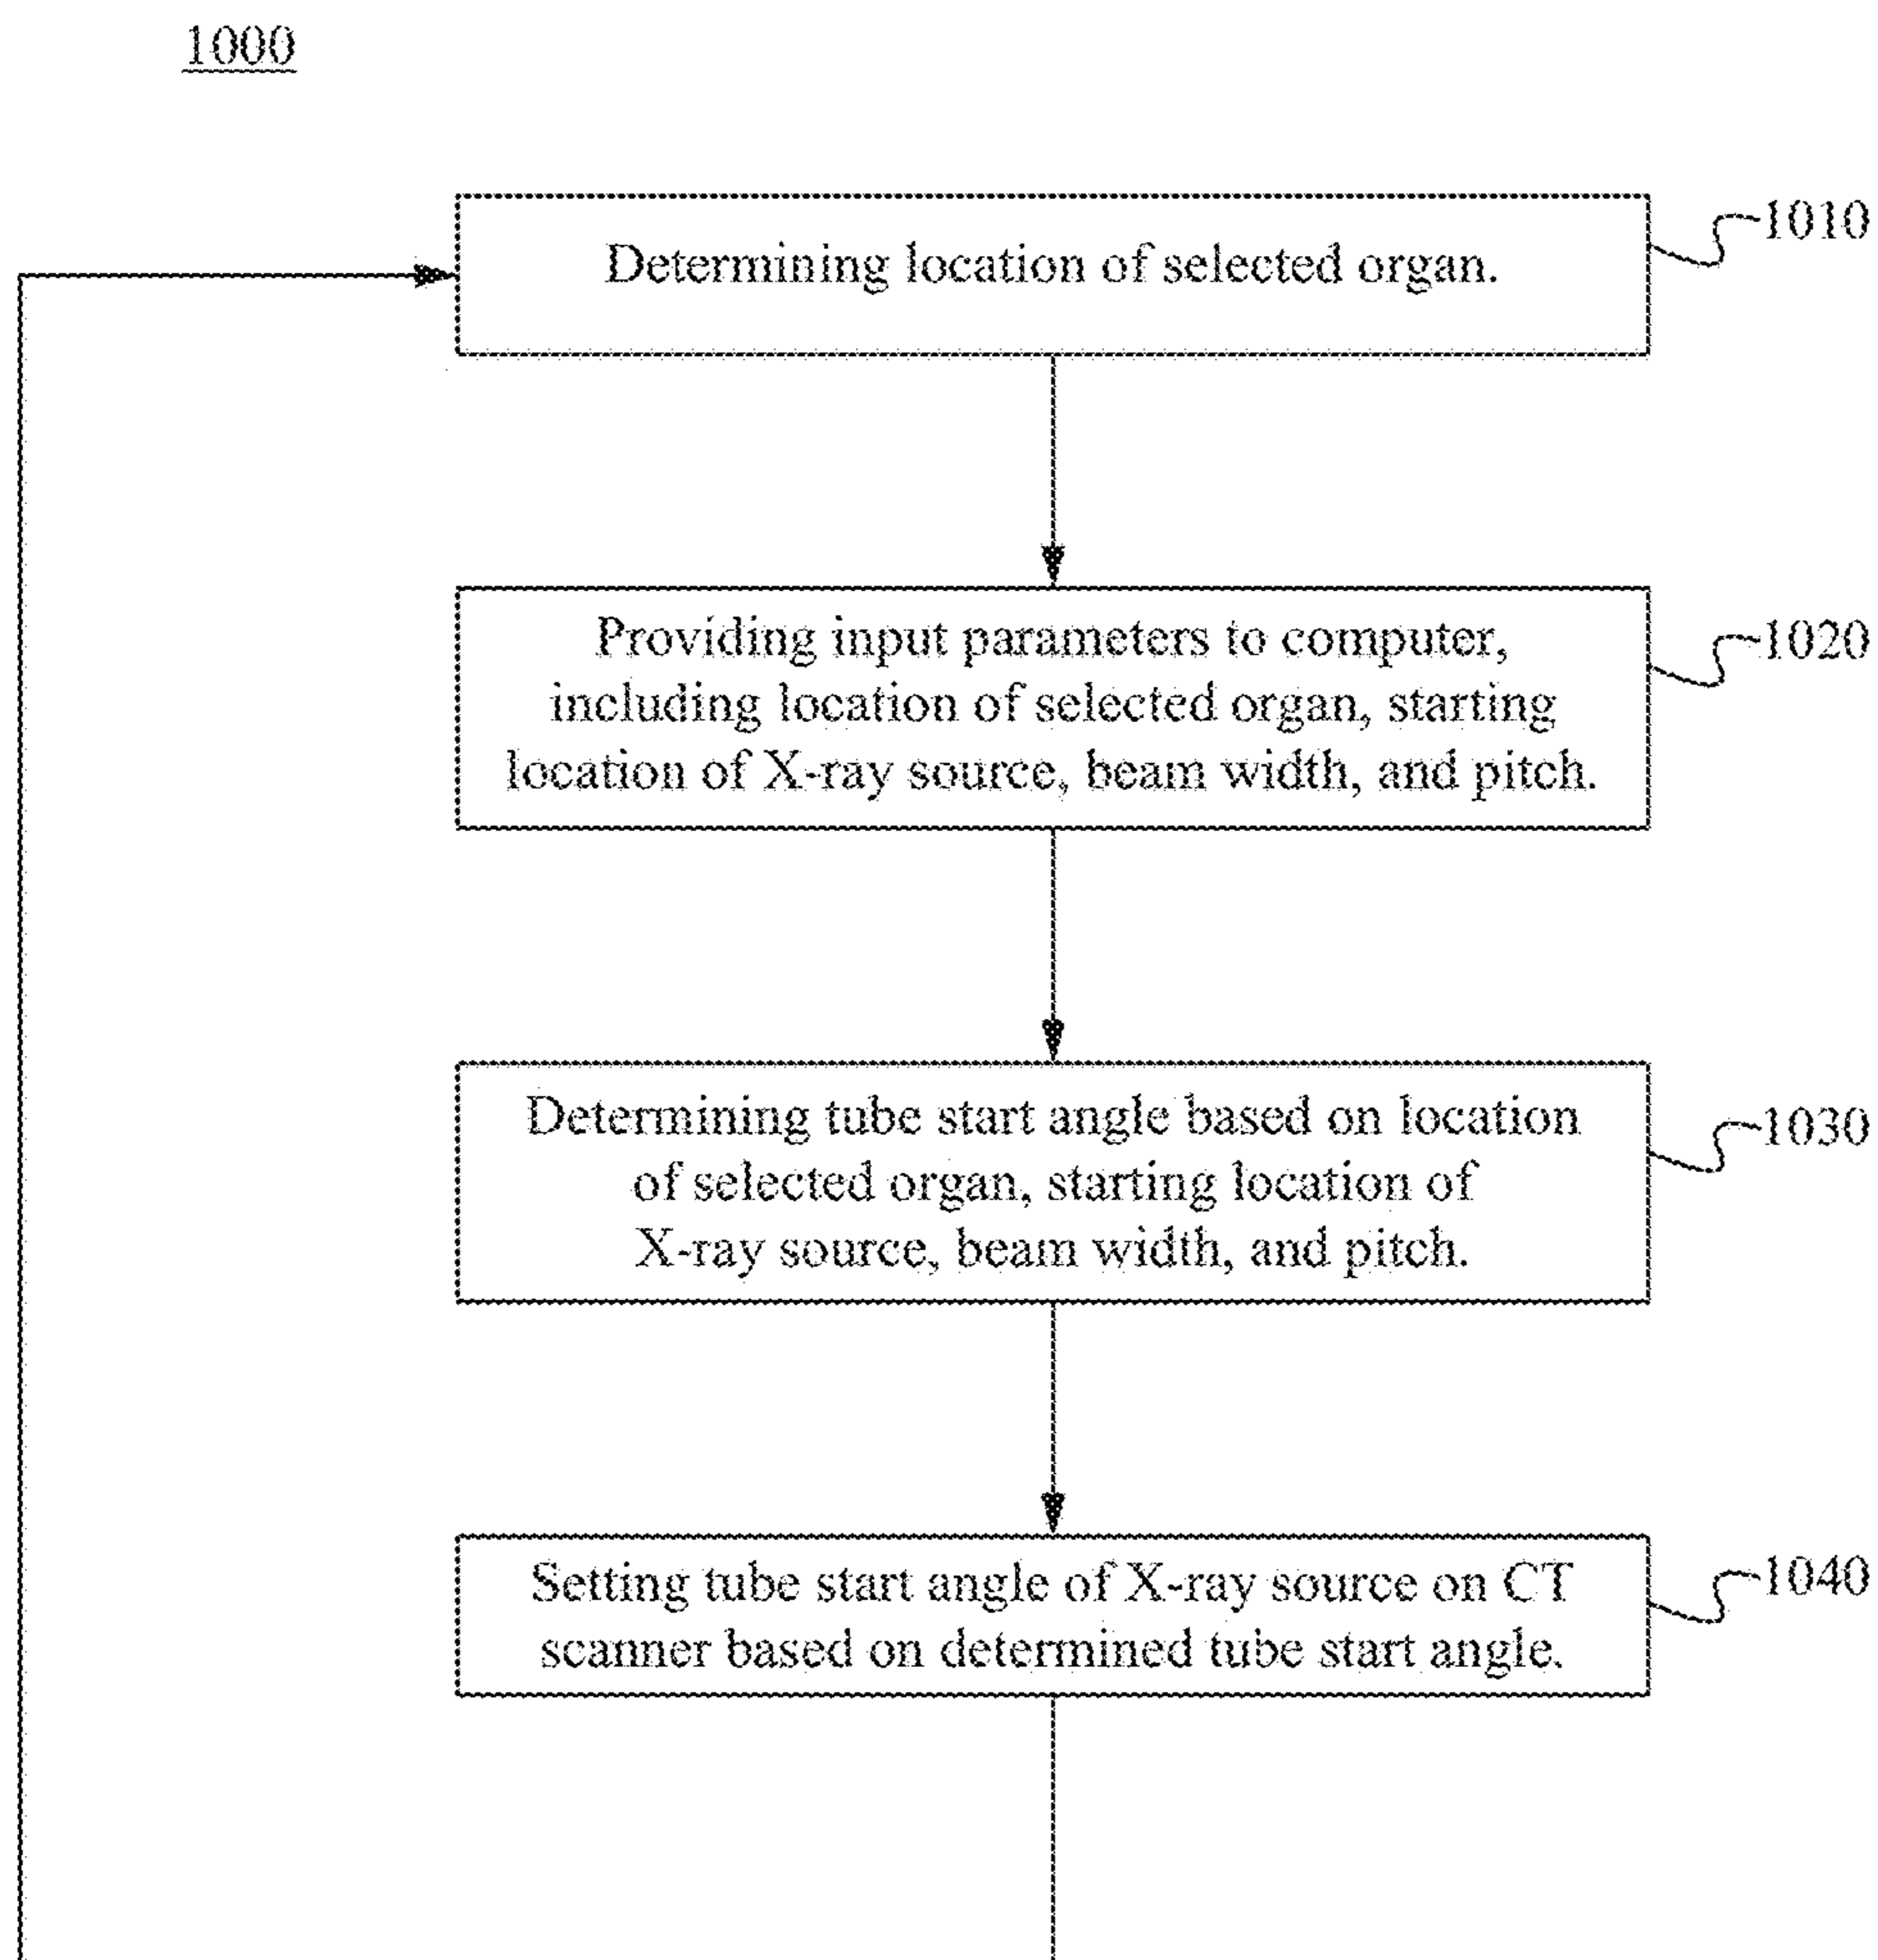 1000
Determining location of selected organ.
1010
Providing input parameters to computer,
including location of selected organ, starting
location of X-ray source, beam width, and pitch.
1020
Determining tube start angle based on location
of selected organ, starting location of
X-ray source, beam width, and pitch.
1030
Setting tube start angle of X-ray source on CT
scanner based on determined tube start angle.
1040